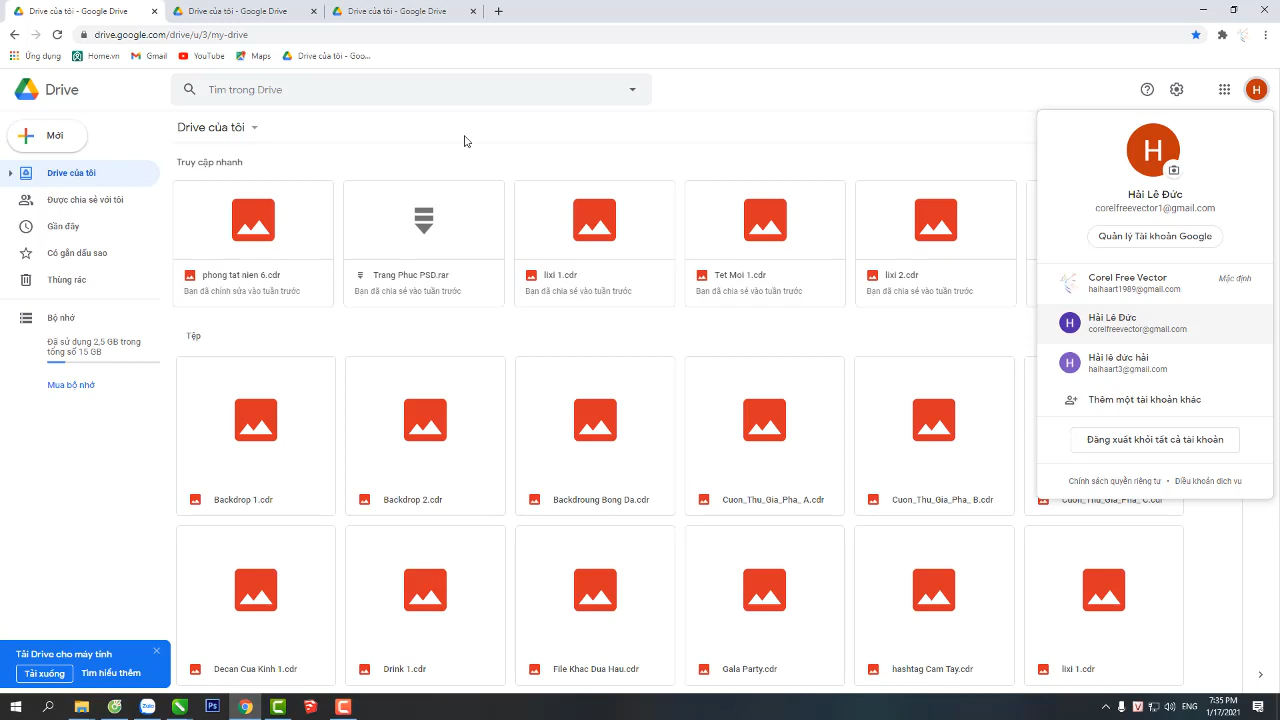 Drive của tôi - Google Drive
Drive của tôi - Google Drive
Drive của tôi - Google Drive
drive.google.com/drive/u/3/my-drive
Ứng dụng
Home.vn
Gmail
YouTube
Maps
Drive của tôi - Goo...
Drive
Tìm trong Drive
H
Mới
Drive của tôi
Được chia sẻ với tôi
Gần đây
Có gắn dấu sao
Thùng rác
Bộ nhớ
Đã sử dụng 2,5 GB trong
tổng số 15 GB
Mua bộ nhớ
Drive của tôi
Truy cập nhanh
phong tat nien 6.cdr
Bạn đã chỉnh sửa vào tuần trước
Trang Phuc PSD.rar
Bạn đã chia sẻ vào tuần trước
lixi 1.cdr
Bạn đã chia sẻ vào tuần trước
Tet Moi 1.cdr
Bạn đã chia sẻ vào tuần trước
lixi 2.cdr
Bạn đã chia sẻ vào tuần trước
Tệp
Backdrop 1.cdr
Backdrop 2.cdr
Backdroung Bong Da.cdr
Cuon_Thu_Gia_Pha_ A.cdr
Cuon_Thu_Gia_Pha_ B.cdr
Cuon_Thu_Gia_Pha_ C.cdr
Decan Cua Kinh 1.cdr
Drink 1.cdr
File Khac Dua Hau.cdr
Gala Party.cdr
hashtag Cam Tay.cdr
lixi 1.cdr
H
Hải Lê Đức
corelfreevector1@gmail.com
Quản lý Tài khoản Google
Corel Free Vector
Mặc định
haihaart1989@gmail.com
H
Hải Lê Đức
corelfreevector@gmail.com
H
Hải lê đức hải
haihaart3@gmail.com
Thêm một tài khoản khác
Đăng xuất khỏi tất cả tài khoản
Chính sách quyền riêng tư • Điều khoản dịch vụ
Tải Drive cho máy tính
Tải xuống
Tìm hiểu thêm
Zalo
Ps
C
C
V
ENG
7:35 PM
1/17/2021